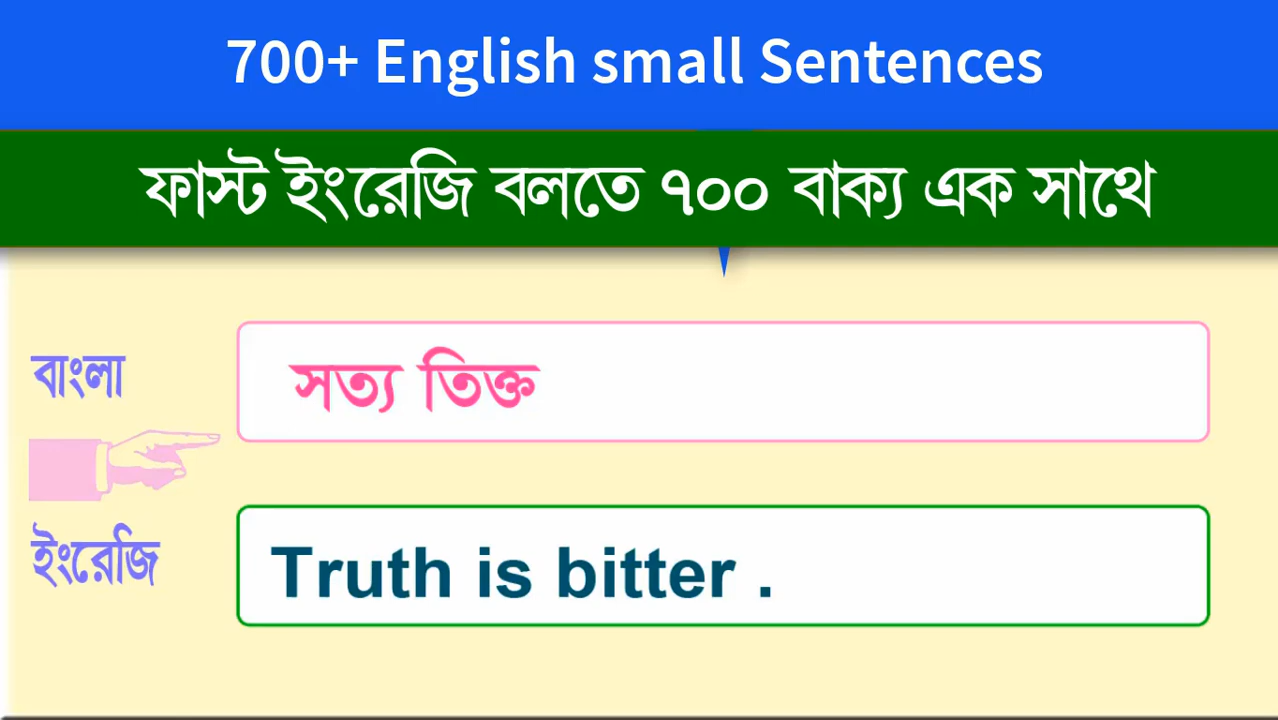 700+ English small Sentences
ফাস্ট ইংরেজি বলতে ৭০০ বাক্য এক সাথে
বাংলা
সত্য তিক্ত
ইংরেজি
Truth is bitter .